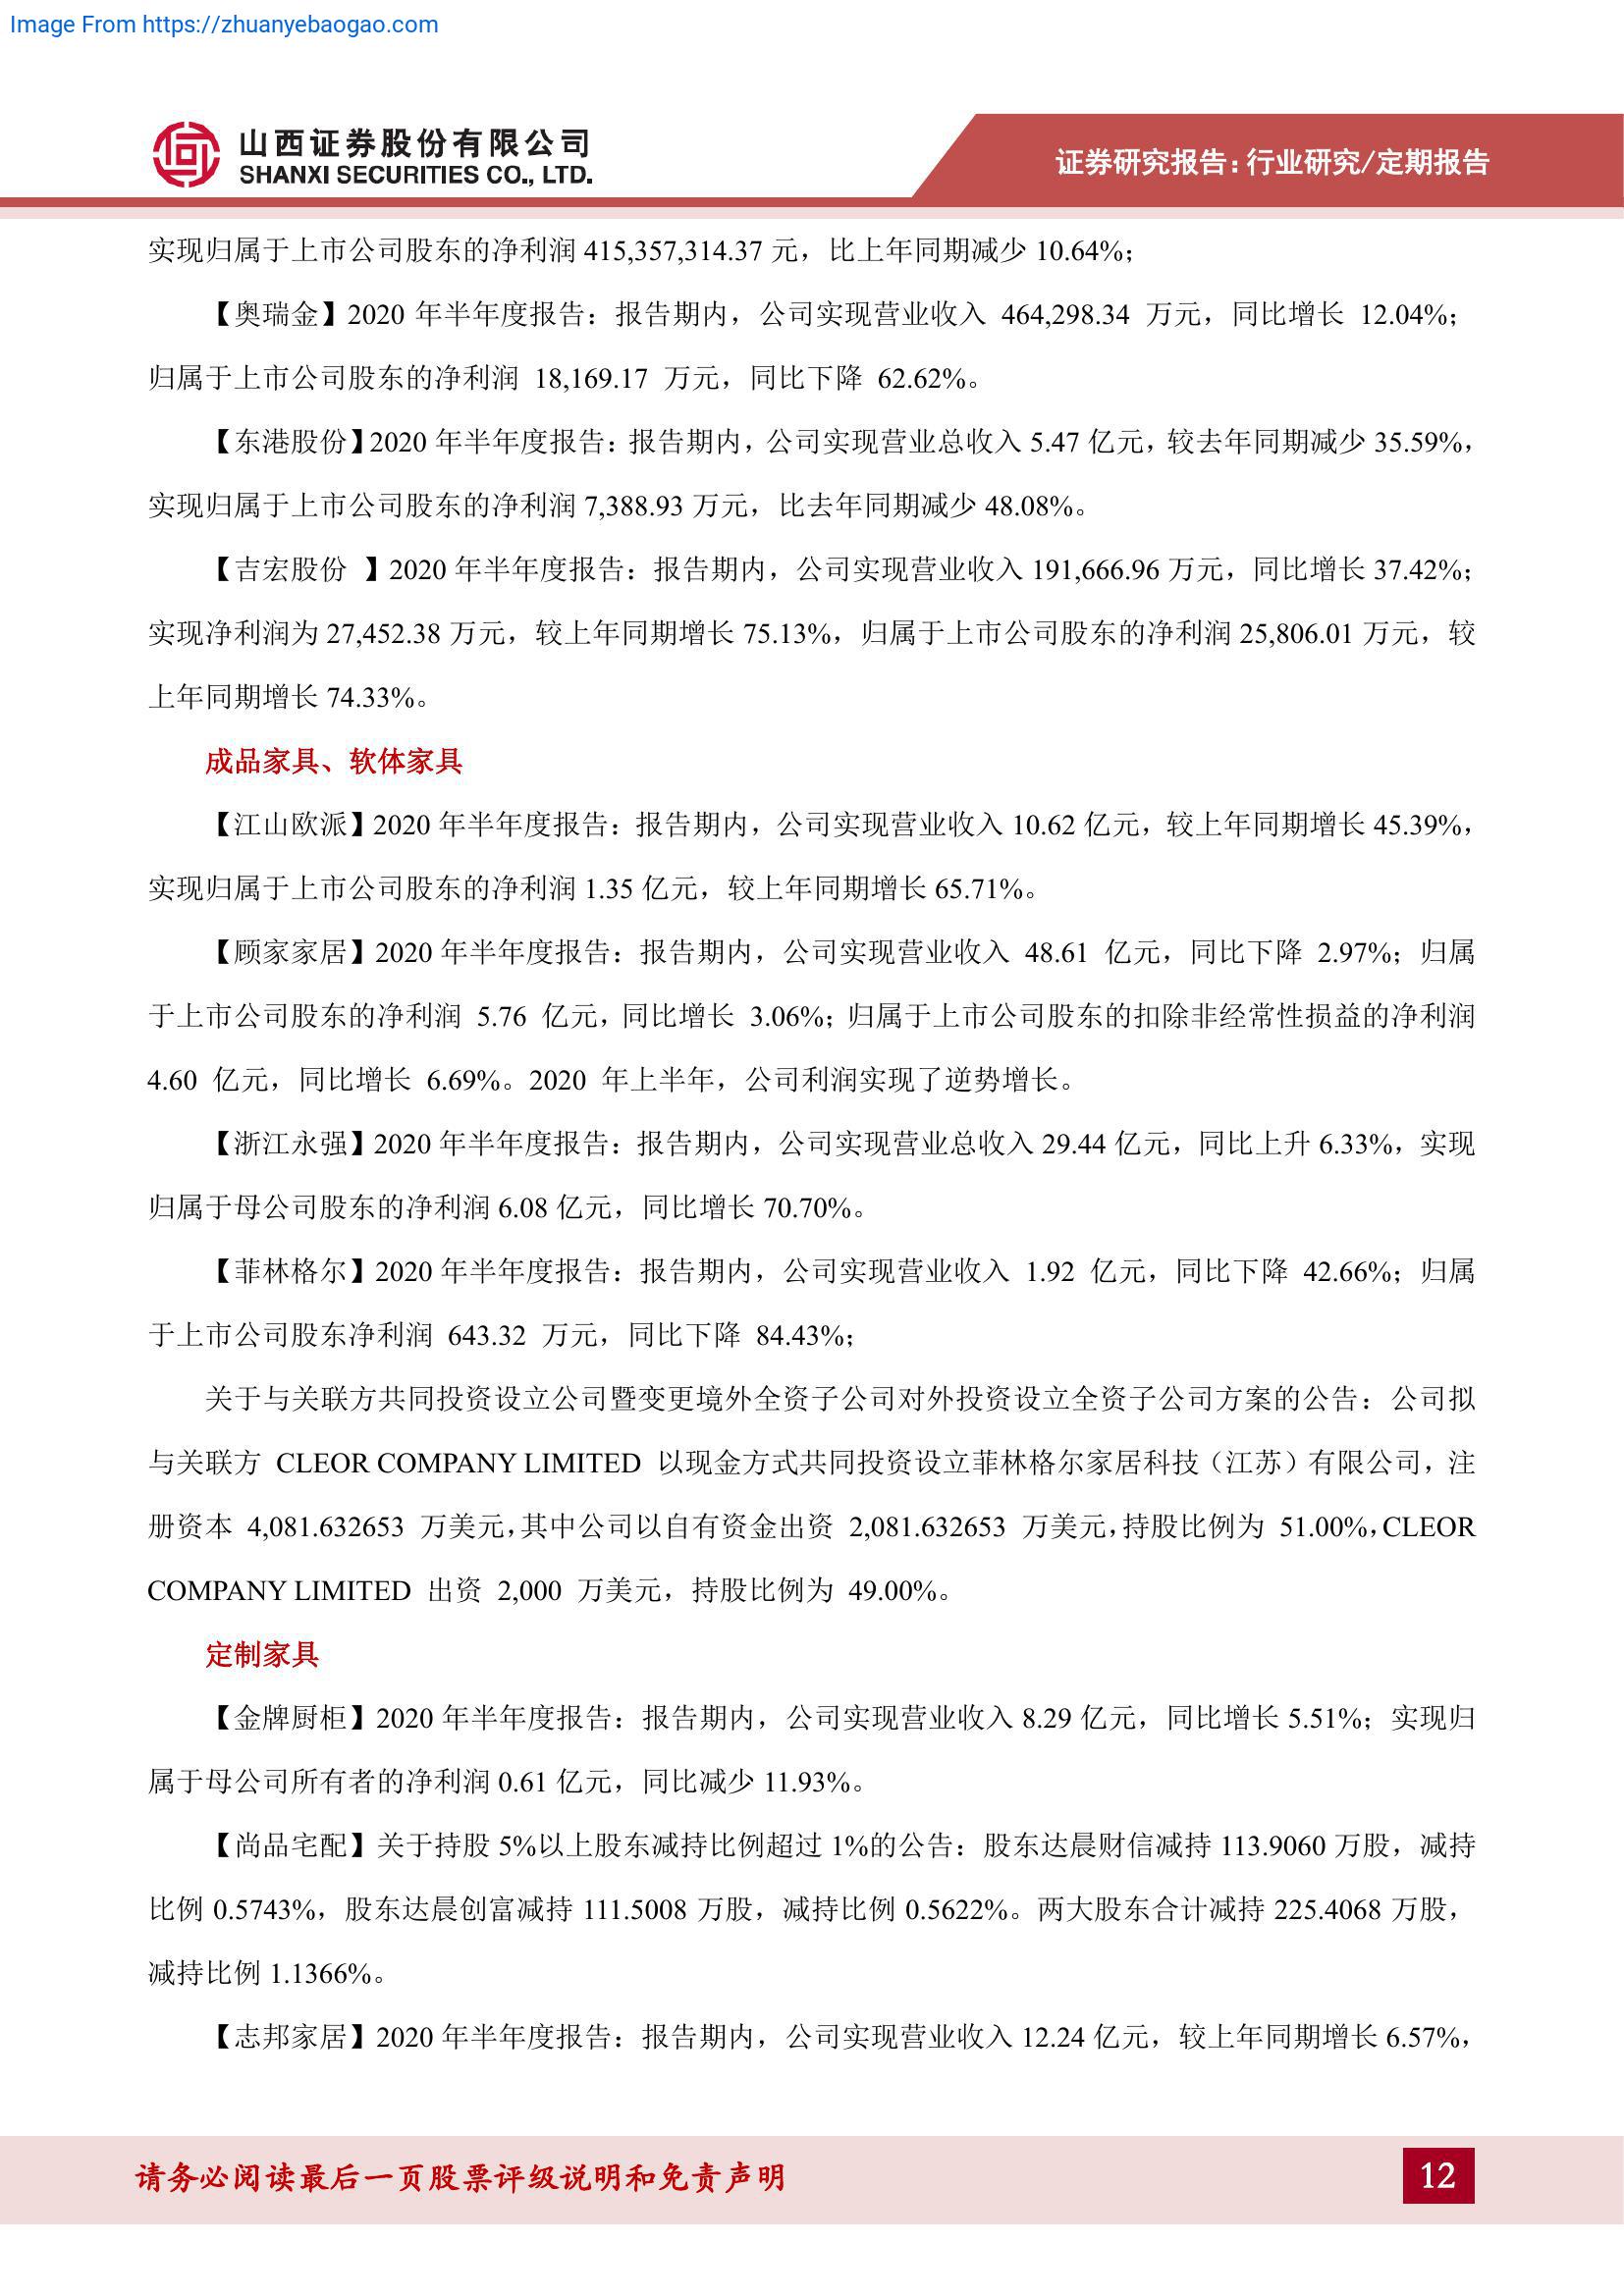 Image From https://zhuanyebaogao.com
山西证券股份有限公司
SHANXI SECURITIES CO., LTD.
证券研究报告：行业研究/定期报告
实现归属于上市公司股东的净利润 415,357,314.37 元，比上年同期减少 10.64%；
【奥瑞金】2020 年半年度报告：报告期内，公司实现营业收入 464,298.34 万元，同比增长 12.04%；
归属于上市公司股东的净利润 18,169.17 万元，同比下降 62.62%。
【东港股份】2020 年半年度报告：报告期内，公司实现营业总收入 5.47 亿元，较去年同期减少 35.59%，
实现归属于上市公司股东的净利润 7,388.93 万元，比去年同期减少 48.08%。
【吉宏股份 】2020 年半年度报告：报告期内，公司实现营业收入 191,666.96 万元，同比增长 37.42%；
实现净利润为 27,452.38 万元，较上年同期增长 75.13%，归属于上市公司股东的净利润 25,806.01 万元，较
上年同期增长 74.33%。
成品家具、软体家具
【江山欧派】2020 年半年度报告：报告期内，公司实现营业收入 10.62 亿元，较上年同期增长 45.39%，
实现归属于上市公司股东的净利润 1.35 亿元，较上年同期增长 65.71%。
【顾家家居】2020 年半年度报告：报告期内，公司实现营业收入 48.61 亿元，同比下降 2.97%；归属
于上市公司股东的净利润 5.76 亿元，同比增长 3.06%；归属于上市公司股东的扣除非经常性损益的净利润
4.60 亿元，同比增长 6.69%。2020 年上半年，公司利润实现了逆势增长。
【浙江永强】2020 年半年度报告：报告期内，公司实现营业总收入 29.44 亿元，同比上升 6.33%，实现
归属于母公司股东的净利润 6.08 亿元，同比增长 70.70%。
【菲林格尔】2020 年半年度报告：报告期内，公司实现营业收入 1.92 亿元，同比下降 42.66%；归属
于上市公司股东净利润 643.32 万元，同比下降 84.43%；
关于与关联方共同投资设立公司暨变更境外全资子公司对外投资设立全资子公司方案的公告：公司拟
与关联方 CLEOR COMPANY LIMITED 以现金方式共同投资设立菲林格尔家居科技（江苏）有限公司，注
册资本 4,081.632653 万美元，其中公司以自有资金出资 2,081.632653 万美元，持股比例为 51.00%，CLEOR
COMPANY LIMITED 出资 2,000 万美元，持股比例为 49.00%。
定制家具
【金牌厨柜】2020 年半年度报告：报告期内，公司实现营业收入 8.29 亿元，同比增长 5.51%；实现归
属于母公司所有者的净利润 0.61 亿元，同比减少 11.93%。
【尚品宅配】关于持股 5%以上股东减持比例超过 1%的公告：股东达晨财信减持 113.9060 万股，减持
比例 0.5743%，股东达晨创富减持 111.5008 万股，减持比例 0.5622%。两大股东合计减持 225.4068 万股，
减持比例 1.1366%。
【志邦家居】2020 年半年度报告：报告期内，公司实现营业收入 12.24 亿元，较上年同期增长 6.57%，
请务必阅读最后一页股票评级说明和免责声明
12